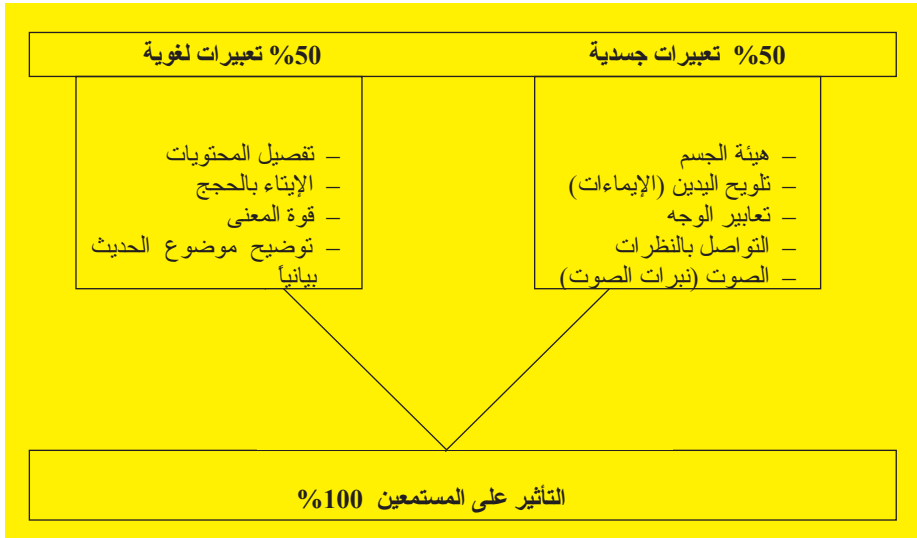 %50 تعبيرات جسدية
%50 تعبيرات لغوية
– هيئة الجسم
– تلويح اليدين (الإيماءات)
– تعابير الوجه
– التواصل بالنظرات
– الصوت (نبرات الصوت)
– تفصيل المحتويات
– الإيتاء بالحجج
– قوة المعنى
– توضيح موضوع الحديث
بيانياً
التأثير على المستمعين 100%